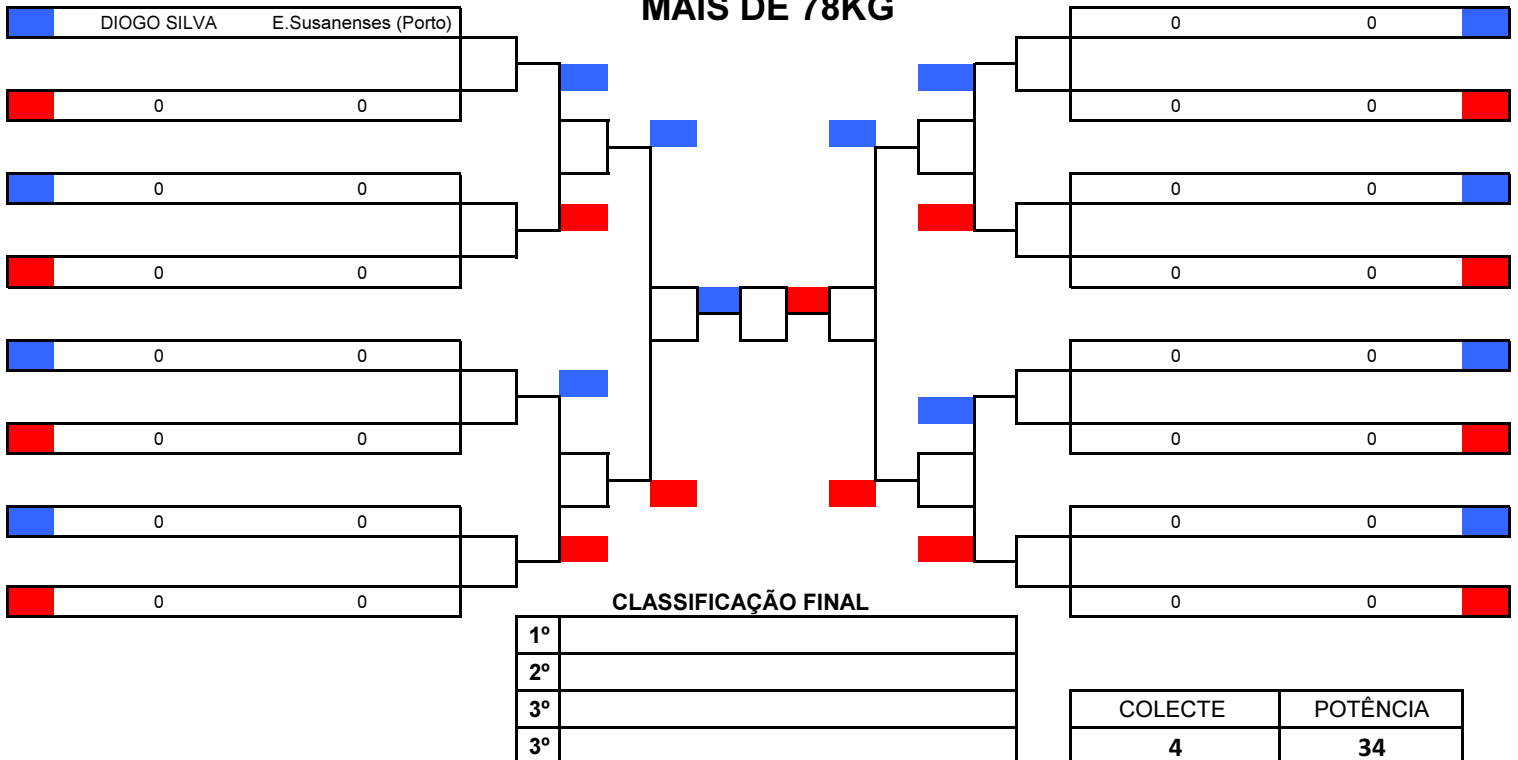 MAIS DE 78KG
DIOGO SILVA E.Susanenses (Porto) 0 0
0 0 0 0
0 0 0 0
0 0 0 0
0 0 0 0
0 0 0 0
0 0 0 0
0 0 0 0
CLASSIFICAÇÃO FINAL
1º
2º
3º
3º
COLECTE POTÊNCIA
4 34